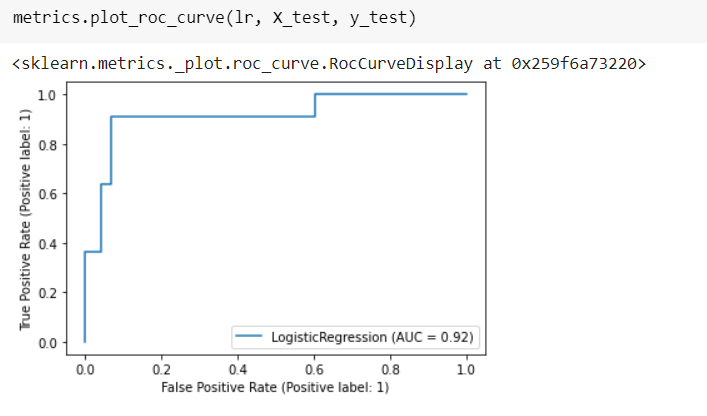 metrics.plot_roc_curve(lr, X_test, y_test)
<sklearn.metrics._plot.roc_curve.RocCurveDisplay at 0x259f6a73220>
1.0
0.8
0.6
0.4
0.2
0.0
True Positive Rate (Positive label: 1)
LogisticRegression (AUC = 0.92)
0.0 0.2 0.4 0.6 0.8 1.0
False Positive Rate (Positive label: 1)